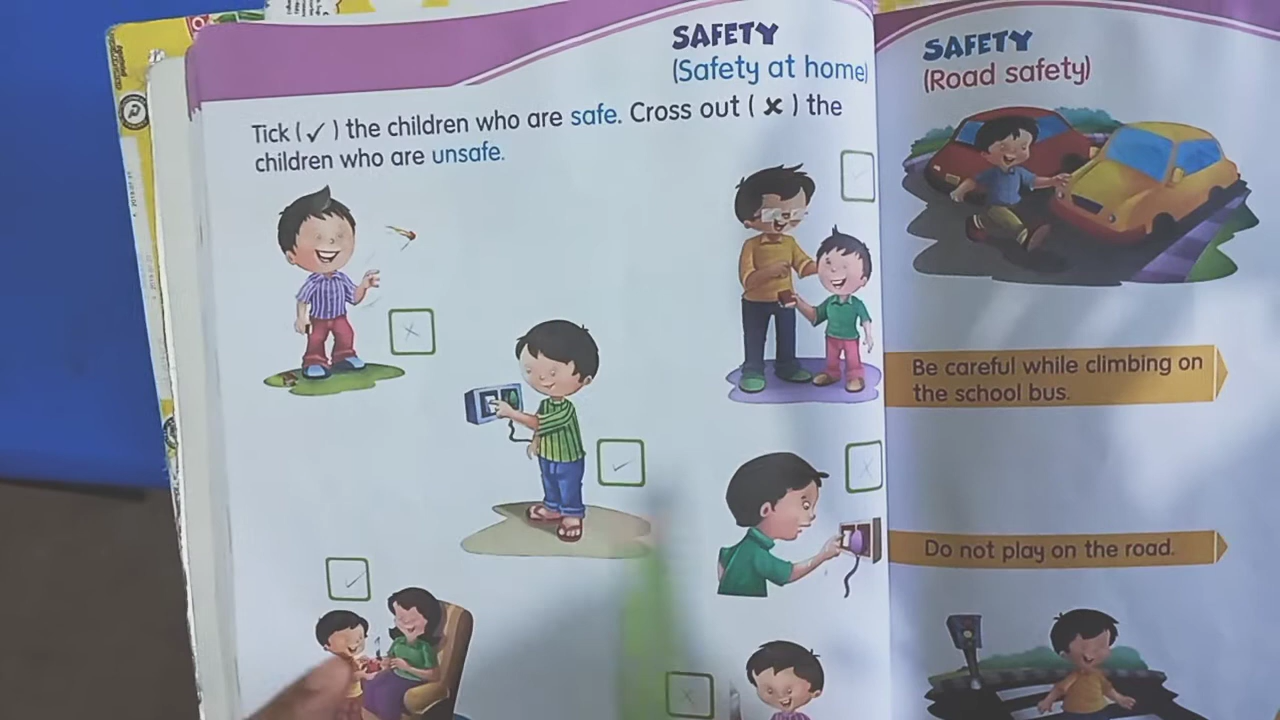 SAFETY
(Safety at home)
Tick ( ✓ ) the children who are safe. Cross out ( ✗ ) the
children who are unsafe.
SAFETY
(Road safety)
Be careful while climbing on
the school bus.
Do not play on the road.